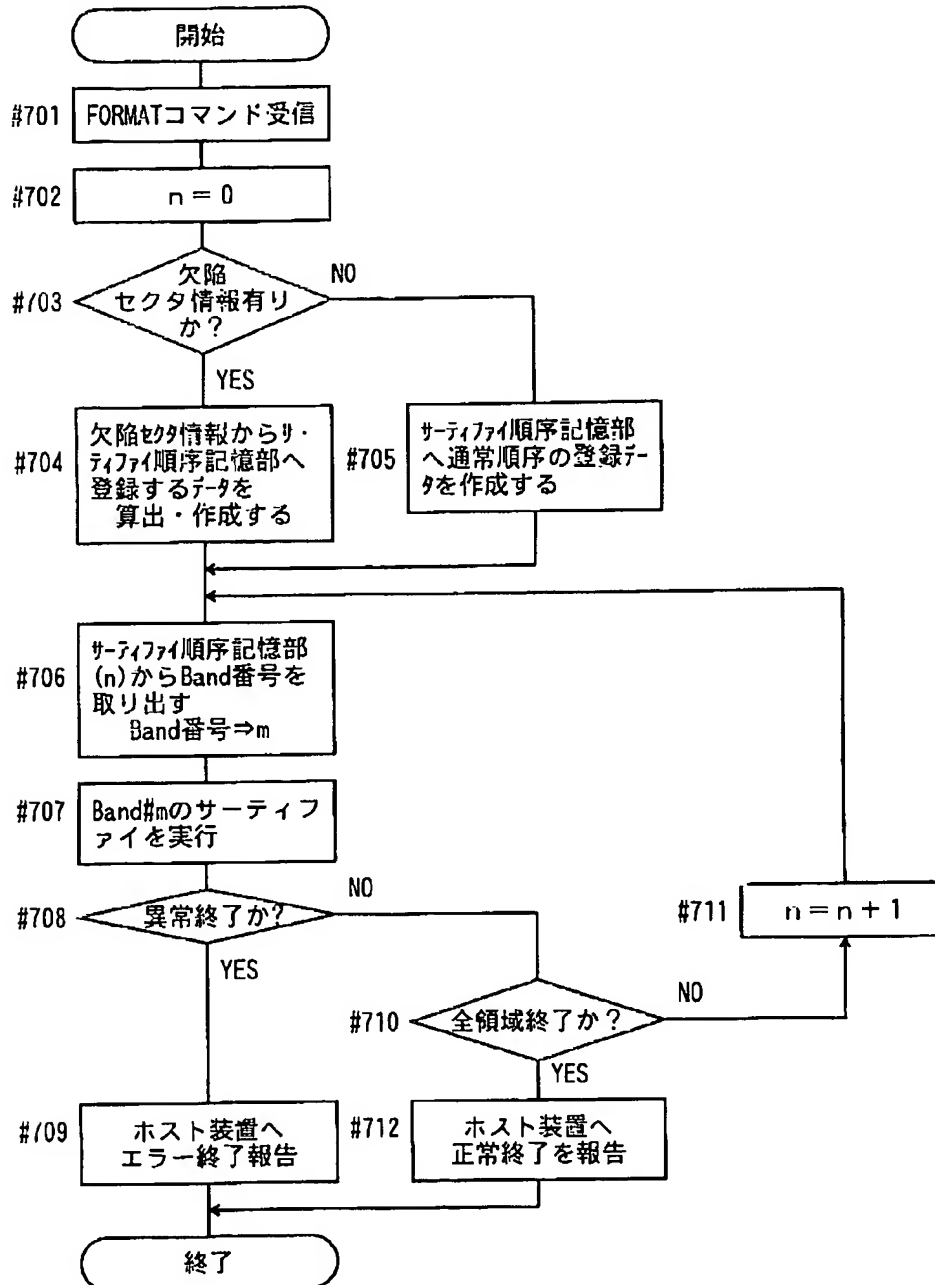 開始
#701
FORMATコマンド受信
#702
n = 0
#703
欠陥
セクタ情報有り
か?
NO
YES
#704
欠陥セクタ情報からサー
ティファイ順序記憶部へ
登録するデータを
算出・作成する
#705
サーティファイ順序記憶部
へ通常順序の登録デー
タを作成する
#706
サーティファイ順序記憶部
(n)からBand番号を
取り出す
Band番号⇒m
#707
Band#mのサーティフ
ァイを実行
#708
異常終了か?
NO
YES
#711
n = n + 1
#710
全領域終了か?
NO
YES
#709
ホスト装置へ
エラー終了報告
#712
ホスト装置へ
正常終了を報告
終了